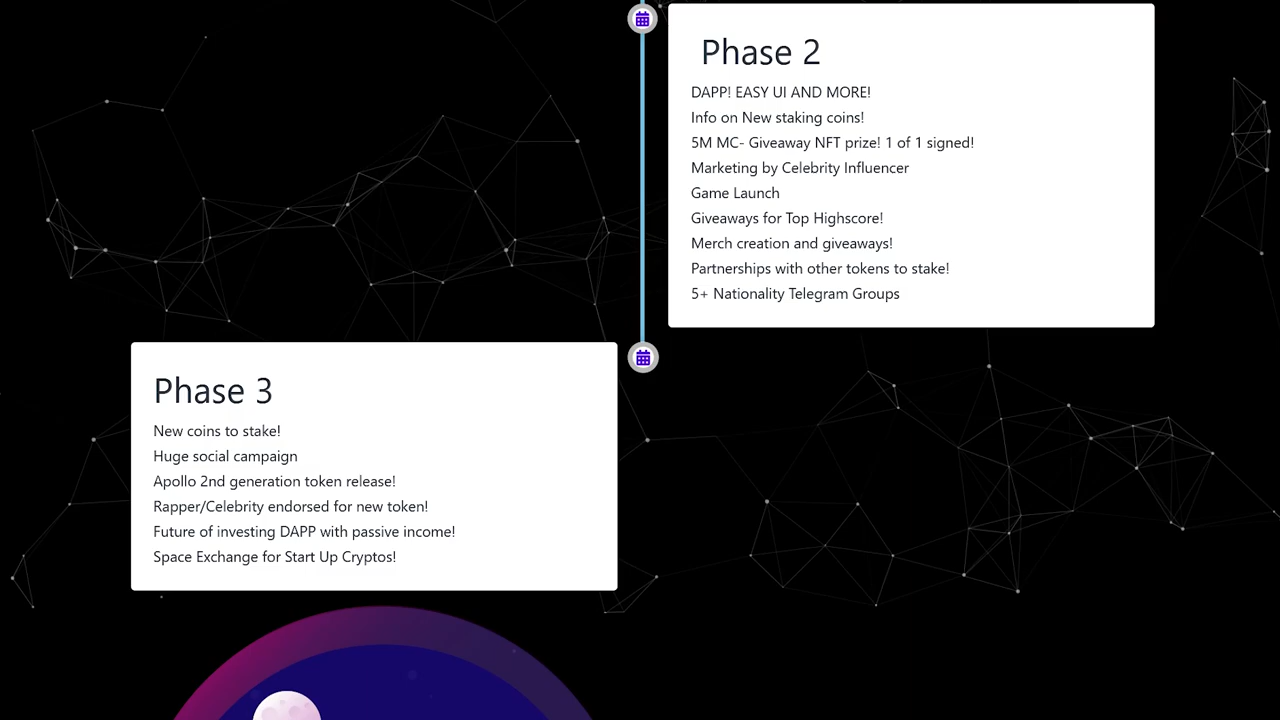 Phase 2
DAPP! EASY UI AND MORE!
Info on New staking coins!
5M MC- Giveaway NFT prize! 1 of 1 signed!
Marketing by Celebrity Influencer
Game Launch
Giveaways for Top Highscore!
Merch creation and giveaways!
Partnerships with other tokens to stake!
5+ Nationality Telegram Groups
Phase 3
New coins to stake!
Huge social campaign
Apollo 2nd generation token release!
Rapper/Celebrity endorsed for new token!
Future of investing DAPP with passive income!
Space Exchange for Start Up Cryptos!